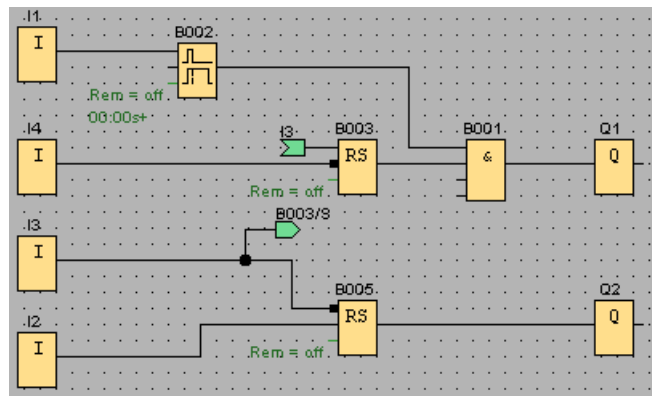 I1
I
B002
Rem = off
00:00s+
I4
I
I3
B003
RS
Rem = off
B001
&
Q1
Q
I3
I
B003/S
I2
I
B005
RS
Rem = off
Q2
Q